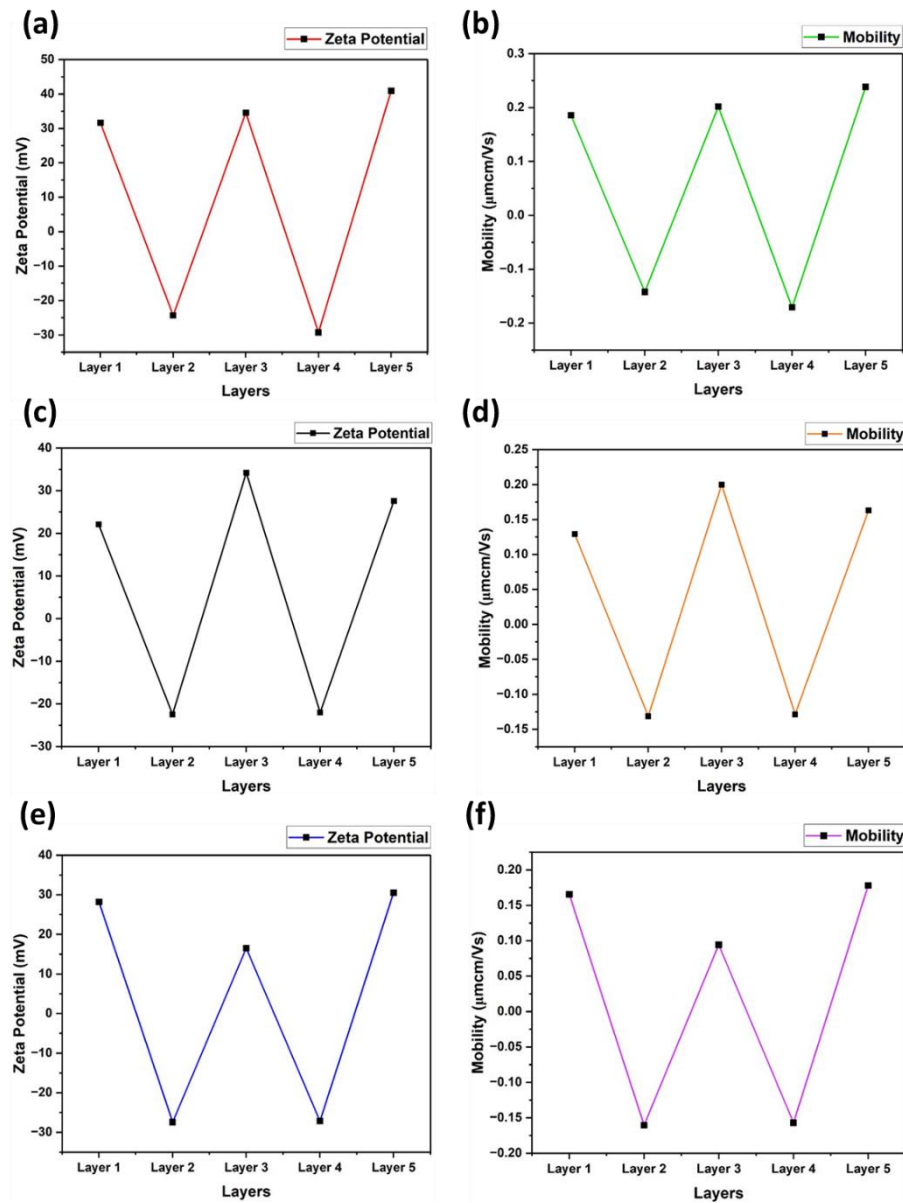 (a)
Zeta Potential
50
40
30
20
10
0
−10
−20
−30
Zeta Potential (mV)
Layer 1 Layer 2 Layer 3 Layer 4 Layer 5
Layers
(b)
Mobility
0.3
0.2
0.1
0.0
−0.1
−0.2
Mobility (μmcm/Vs)
Layer 1 Layer 2 Layer 3 Layer 4 Layer 5
Layers
(c)
Zeta Potential
40
30
20
10
0
−10
−20
−30
Zeta Potential (mV)
Layer 1 Layer 2 Layer 3 Layer 4 Layer 5
Layers
(d)
Mobility
0.25
0.20
0.15
0.10
0.05
0.00
−0.05
−0.10
−0.15
Mobility (μmcm/Vs)
Layer 1 Layer 2 Layer 3 Layer 4 Layer 5
Layers
(e)
Zeta Potential
40
30
20
10
0
−10
−20
−30
Zeta Potential (mV)
Layer 1 Layer 2 Layer 3 Layer 4 Layer 5
Layers
(f)
Mobility
0.20
0.15
0.10
0.05
0.00
−0.05
−0.10
−0.15
−0.20
Mobility (μmcm/Vs)
Layer 1 Layer 2 Layer 3 Layer 4 Layer 5
Layers